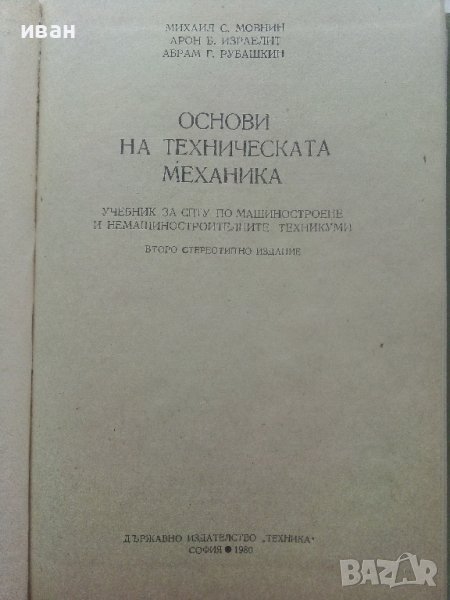 иван
МИХАИЛ С. МОВНИН
АРОН Б. ИЗРАЕЛИТ
АБРАМ Г. РУБАШКИН
ОСНОВИ
НА ТЕХНИЧЕСКАТА
МЕХАНИКА
УЧЕБНИК ЗА СПТУ ПО МАШИНОСТРОЕНЕ
И НЕМАШИНОСТРОИТЕЛНИТЕ ТЕХНИКУМИ
ВТОРО СТЕРЕОТИПНО ИЗДАНИЕ
ДЪРЖАВНО ИЗДАТЕЛСТВО „ТЕХНИКА"
СОФИЯ ● 1980
BAZAR